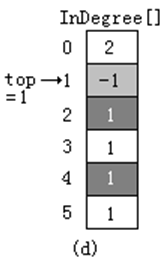 InDegree[]
0 2
top → 1 -1
=1
2 1
3 1
4 1
5 1
(d)